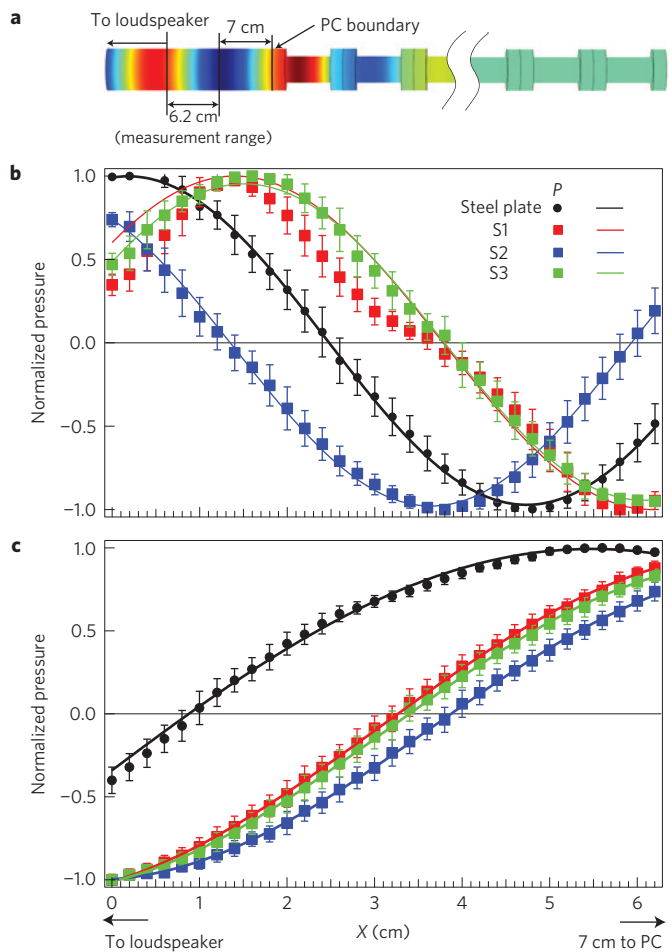 a
To loudspeaker
7 cm
PC boundary
6.2 cm
(measurement range)
b
1.0
0.5
0.0
−0.5
−1.0
Normalized pressure
P
Steel plate
S1
S2
S3
c
1.0
0.5
0.0
−0.5
−1.0
Normalized pressure
0 1 2 3 4 5 6
X (cm)
To loudspeaker
7 cm to PC